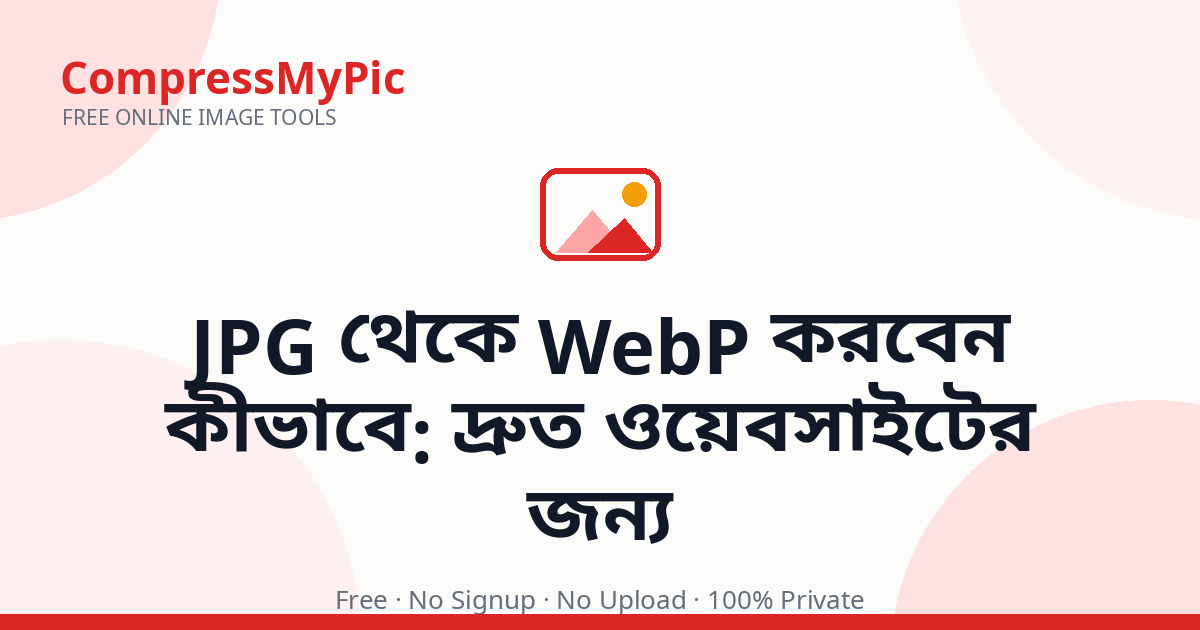 CompressMyPic
FREE ONLINE IMAGE TOOLS
JPG থেকে WebP করবেন
কীভাবে: দ্রুত ওয়েবসাইটের
জন্য
Free · No Signup · No Upload · 100% Private